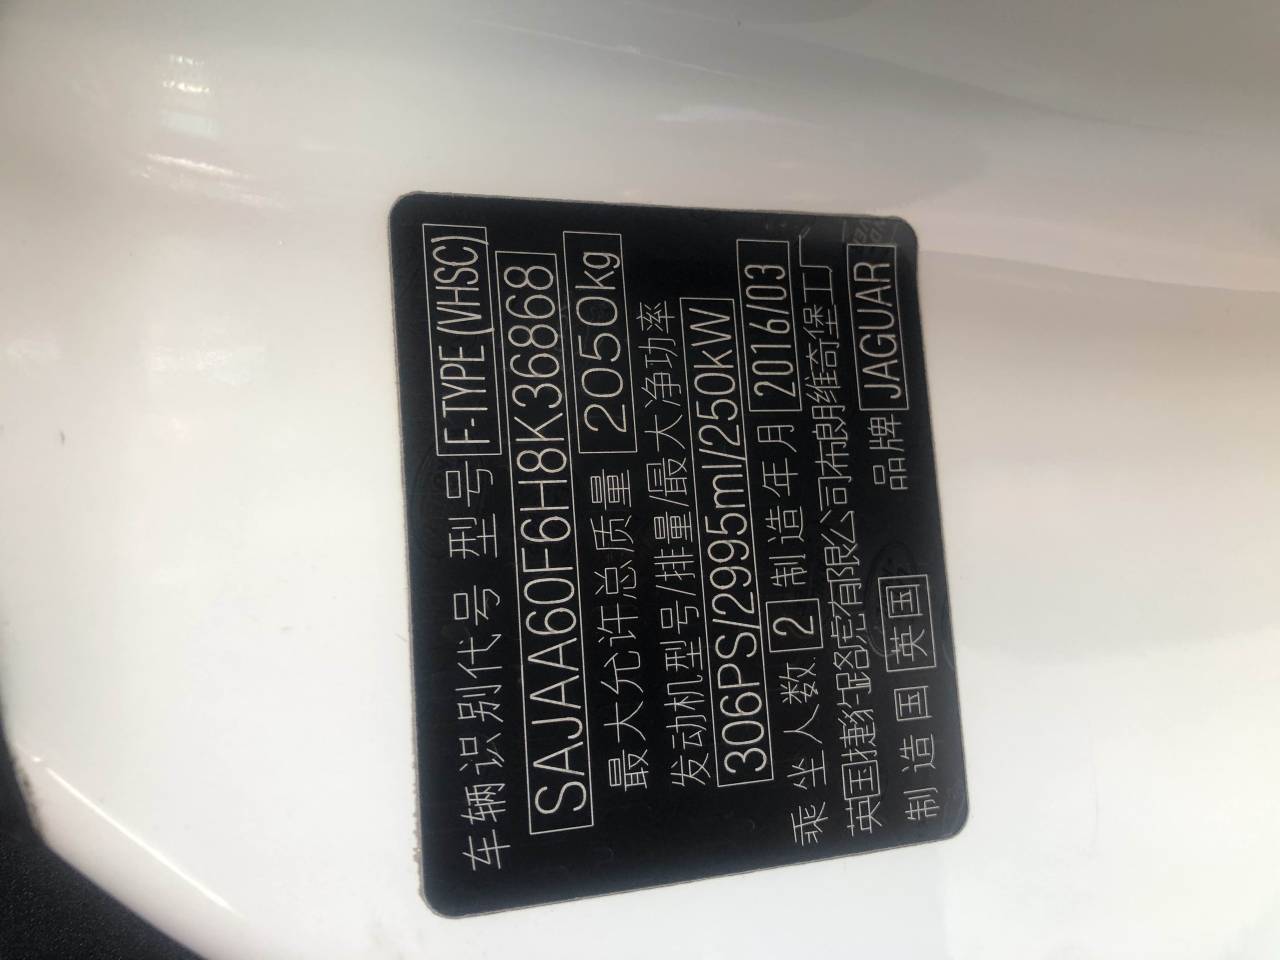 车辆识别代号 型号 F-TYPE (VHSC)
SAJAA60F6H8K36868
最大允许总质量 2050kg
发动机型号/排量/最大净功率
306PS/2995ml/250kW
乘坐人数 2 制造年月 2016/03
英国捷豹路虎有限公司布朗维奇堡工厂
制造国 英国 品牌 JAGUAR